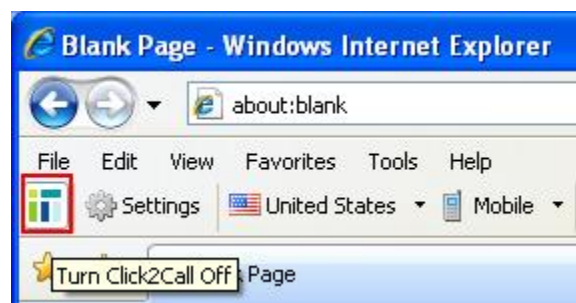 Blank Page - Windows Internet Explorer
about:blank
File Edit View Favorites Tools Help
Settings United States Mobile
Turn Click2Call Off Page